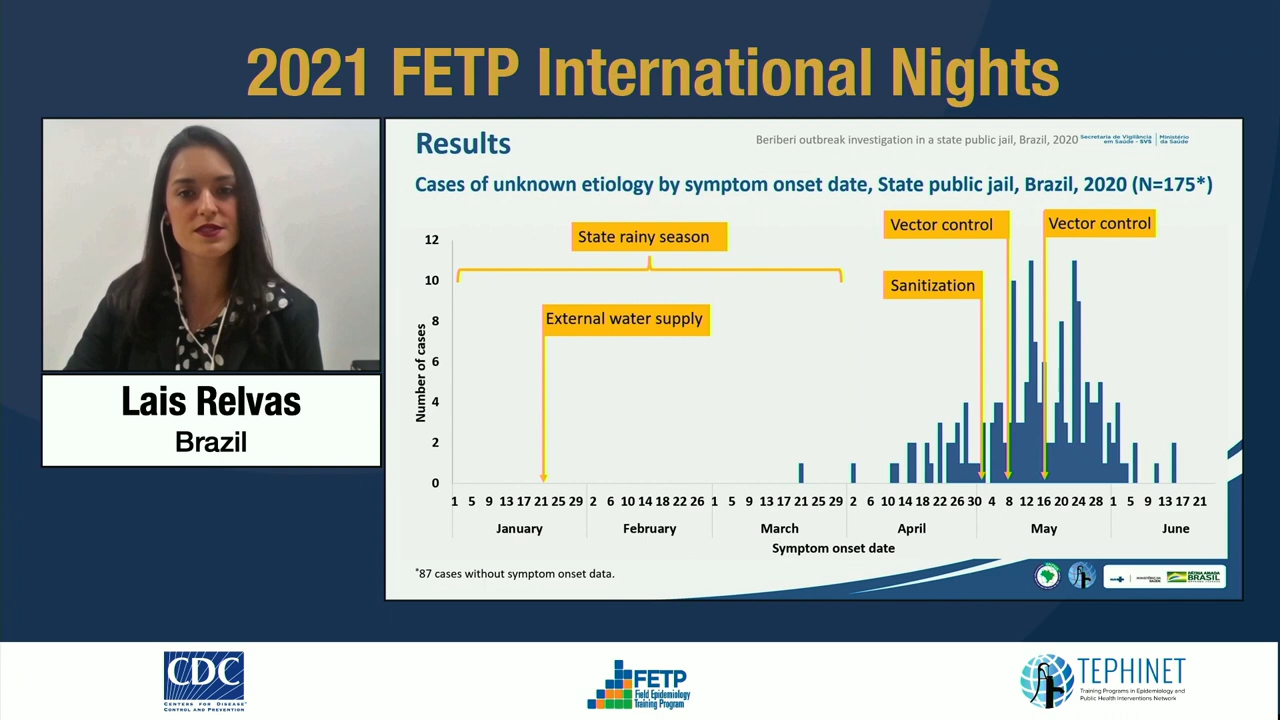 2021 FETP International Nights
Lais Relvas
Brazil
Results
Beriberi outbreak investigation in a state public jail, Brazil, 2020
Secretaria de Vigilância
em Saúde - SVS
Ministério
da Saúde
Cases of unknown etiology by symptom onset date, State public jail, Brazil, 2020 (N=175*)
State rainy season
Vector control
Vector control
Sanitization
External water supply
Number of cases
12
10
8
6
4
2
0
1 5 9 13 17 21 25 29 2 6 10 14 18 22 26 1 5 9 13 17 21 25 29 2 6 10 14 18 22 26 30 4 8 12 16 20 24 28 1 5 9 13 17 21
January February March April May June
Symptom onset date
*87 cases without symptom onset data.
PÁTRIA AMADA
BRASIL
CDC
CENTERS FOR DISEASE
CONTROL AND PREVENTION
FETP
Field Epidemiology
Training Program
TEPHINET
Training Programs in Epidemiology and
Public Health Interventions Network